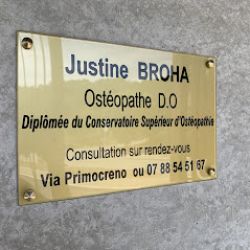 Justine BROHA
Ostéopathe D.O
Diplômée du Conservatoire Supérieur d'Ostéopathie
Consultation sur rendez-vous
Via Primocreno ou 07 88 54 51 67